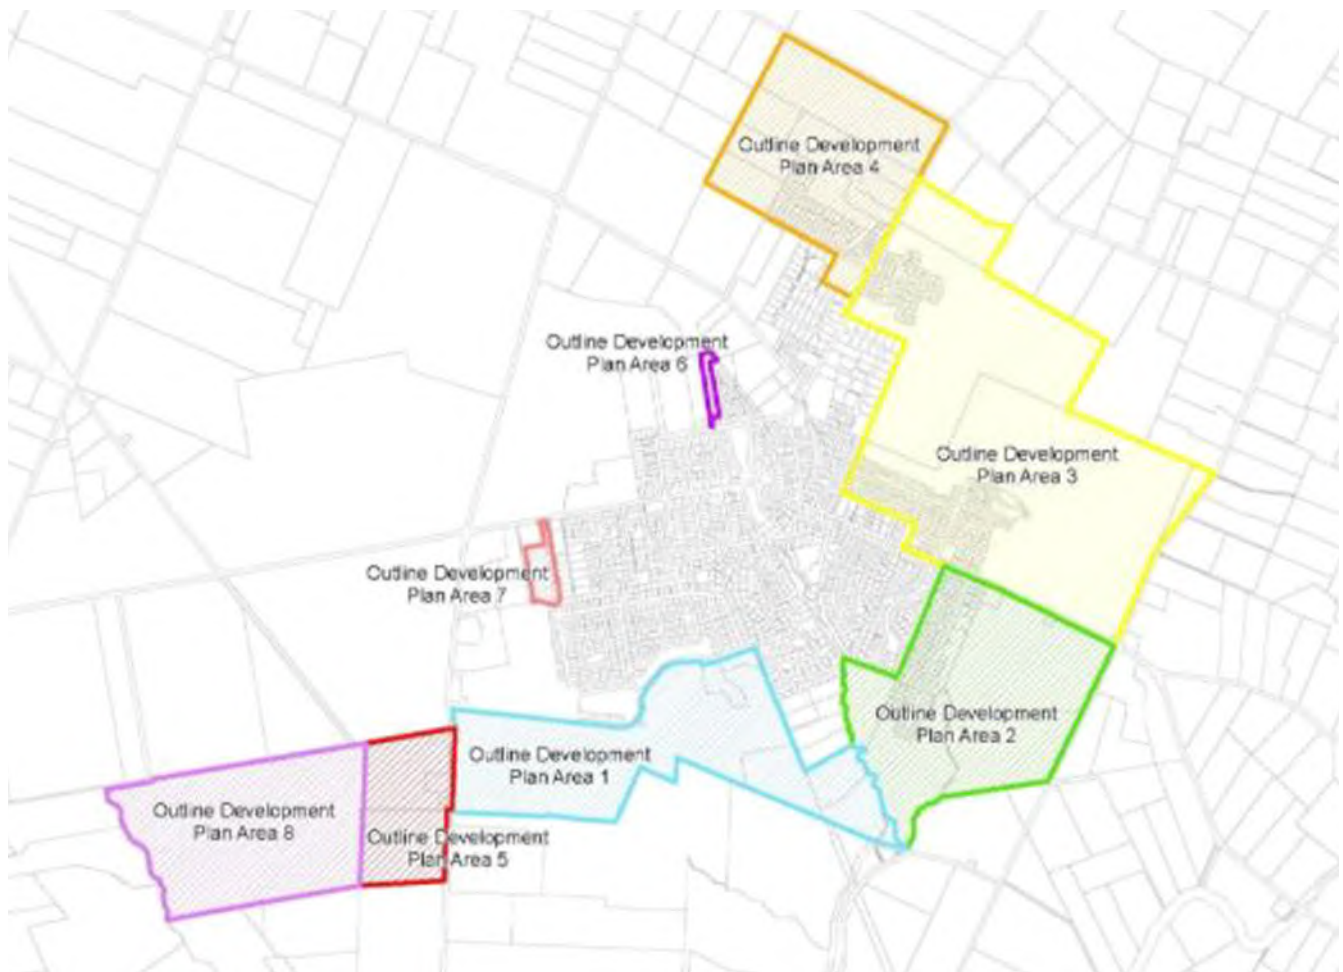 Outline Development
Plan Area 4
Outline Development
Plan Area 6
Outline Development
Plan Area 3
Outline Development
Plan Area 7
Outline Development
Plan Area 2
Outline Development
Plan Area 1
Outline Development
Plan Area 8
Outline Development
Plan Area 5